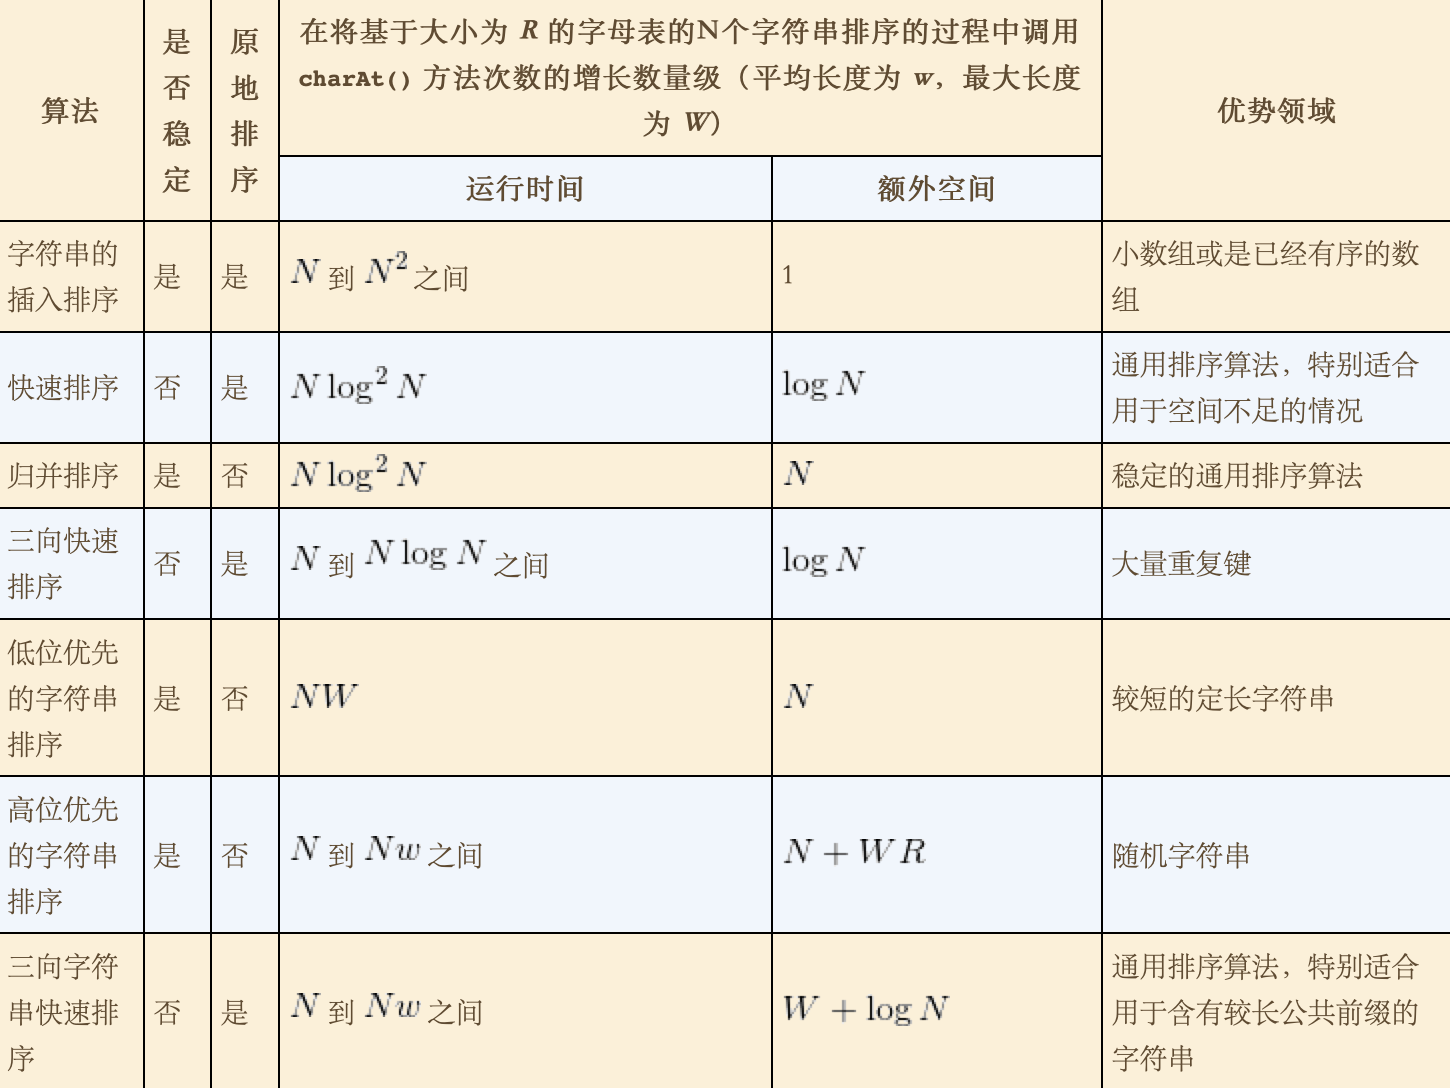 算法
是
否
稳
定
原
地
排
序
在将基于大小为 R 的字母表的N个字符串排序的过程中调用
charAt() 方法次数的增长数量级（平均长度为 w，最大长度
为 W）
优势领域
运行时间
额外空间
字符串的
插入排序
是
是
N 到 N² 之间
1
小数组或是已经有序的数
组
快速排序
否
是
N log² N
log N
通用排序算法，特别适合
用于空间不足的情况
归并排序
是
否
N log² N
N
稳定的通用排序算法
三向快速
排序
否
是
N 到 N log N 之间
log N
大量重复键
低位优先
的字符串
排序
是
否
NW
N
较短的定长字符串
高位优先
的字符串
排序
是
否
N 到 Nw 之间
N + WR
随机字符串
三向字符
串快速排
序
否
是
N 到 Nw 之间
W + log N
通用排序算法，特别适合
用于含有较长公共前缀的
字符串